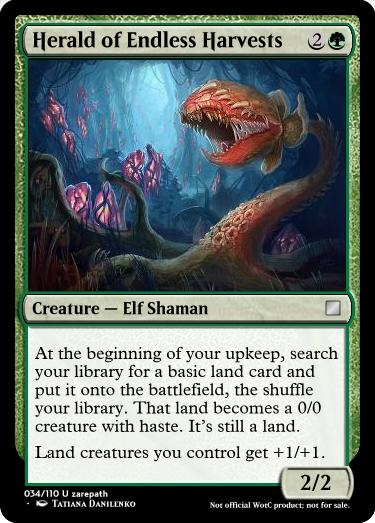 Herald of Endless Harvests 2
Creature — Elf Shaman
At the beginning of your upkeep, search
your library for a basic land card and
put it onto the battlefield, the shuffle
your library. That land becomes a 0/0
creature with haste. It's still a land.
Land creatures you control get +1/+1.
2/2
034/110 U zarepath
· Tatiana Danilenko
Not official WotC product; not for sale.